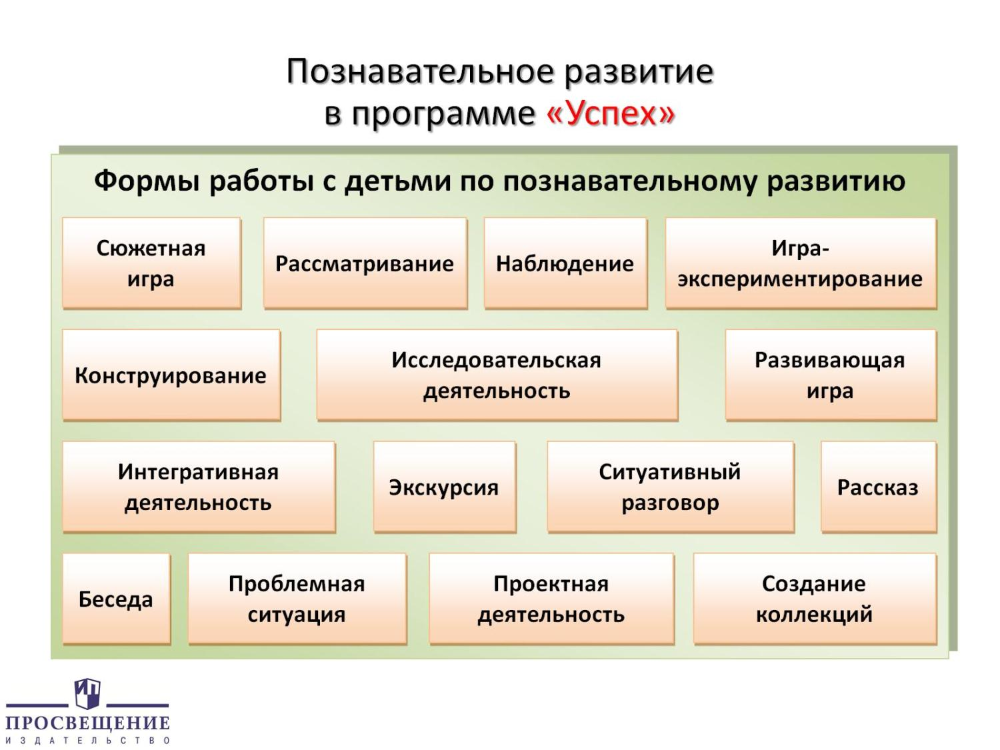 Познавательное развитие
в программе «Успех»
Формы работы с детьми по познавательному развитию
Сюжетная
игра
Рассматривание
Наблюдение
Игра-
экспериментирование
Конструирование
Исследовательская
деятельность
Развивающая
игра
Интегративная
деятельность
Экскурсия
Ситуативный
разговор
Рассказ
Беседа
Проблемная
ситуация
Проектная
деятельность
Создание
коллекций
ИП
ПРОСВЕЩЕНИЕ
ИЗДАТЕЛЬСТВО